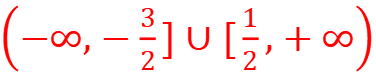 (−∞, − 3/2] ∪ [1/2, + ∞)